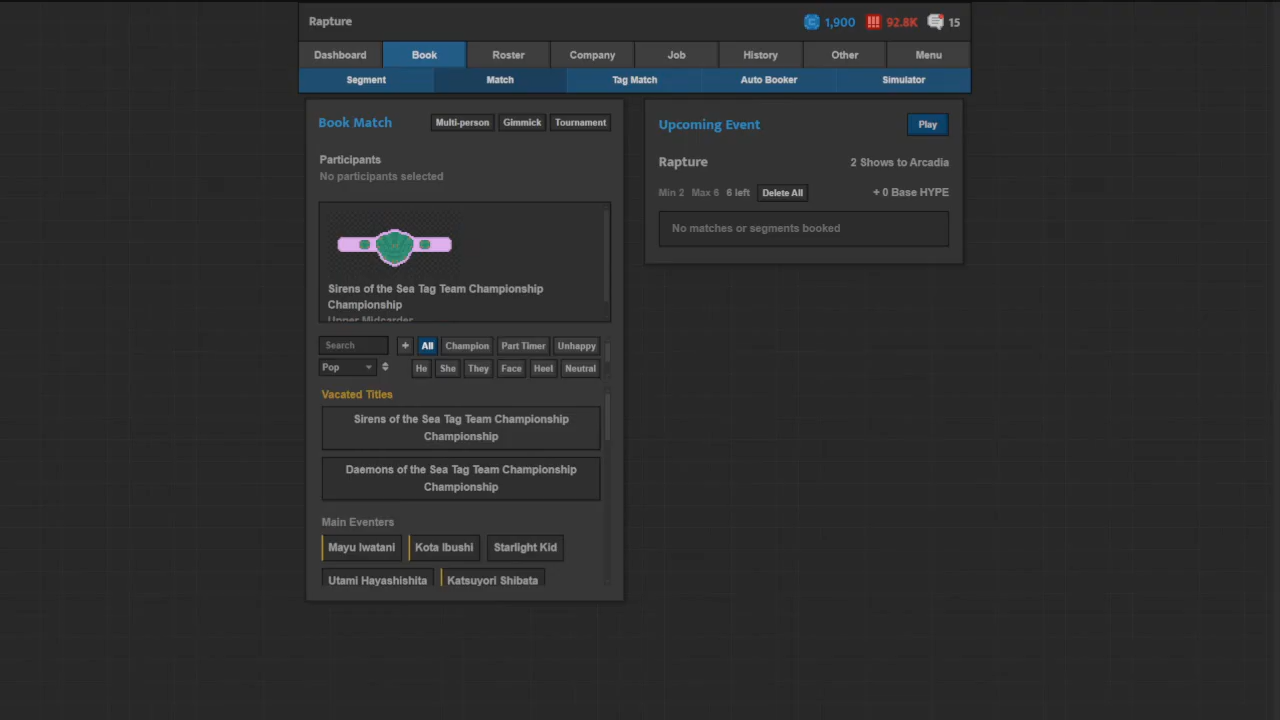 Rapture
1,900
92.8K
15
Dashboard
Book
Roster
Company
Job
History
Other
Menu
Segment
Match
Tag Match
Auto Booker
Simulator
Book Match
Multi-person
Gimmick
Tournament
Participants
No participants selected
Sirens of the Sea Tag Team Championship
Championship
Upper Midcarder
Search
+
All
Champion
Part Timer
Unhappy
Pop
He
She
They
Face
Heel
Neutral
Vacated Titles
Sirens of the Sea Tag Team Championship
Championship
Daemons of the Sea Tag Team Championship
Championship
Main Eventers
Mayu Iwatani
Kota Ibushi
Starlight Kid
Utami Hayashishita
Katsuyori Shibata
Upcoming Event
Play
Rapture
2 Shows to Arcadia
Min 2 Max 6 6 left
Delete All
+ 0 Base HYPE
No matches or segments booked